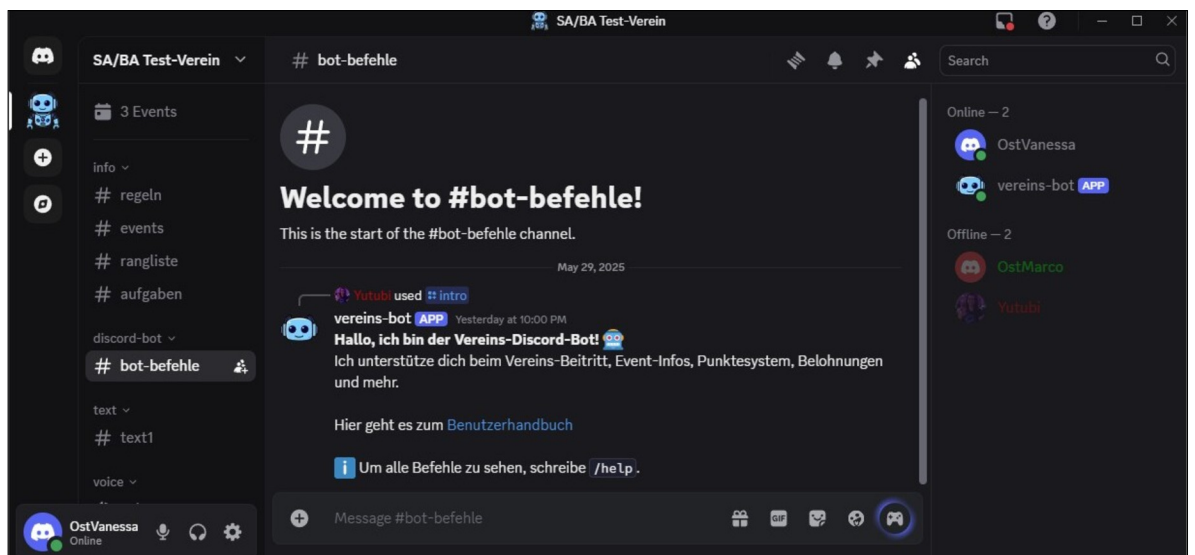 SA/BA Test-Verein
SA/BA Test-Verein
3 Events
info
# regeln
# events
# rangliste
# aufgaben
discord-bot
# bot-befehle
text
# text1
voice
OstVanessa
Online
# bot-befehle
Search
#
Welcome to #bot-befehle!
This is the start of the #bot-befehle channel.
May 29, 2025
Yutubi used intro
vereins-bot APP Yesterday at 10:00 PM
Hallo, ich bin der Vereins-Discord-Bot!
Ich unterstütze dich beim Vereins-Beitritt, Event-Infos, Punktesystem, Belohnungen
und mehr.
Hier geht es zum Benutzerhandbuch
i Um alle Befehle zu sehen, schreibe /help.
Message #bot-befehle
GIF
Online — 2
OstVanessa
vereins-bot APP
Offline — 2
OstMarco
Yutubi